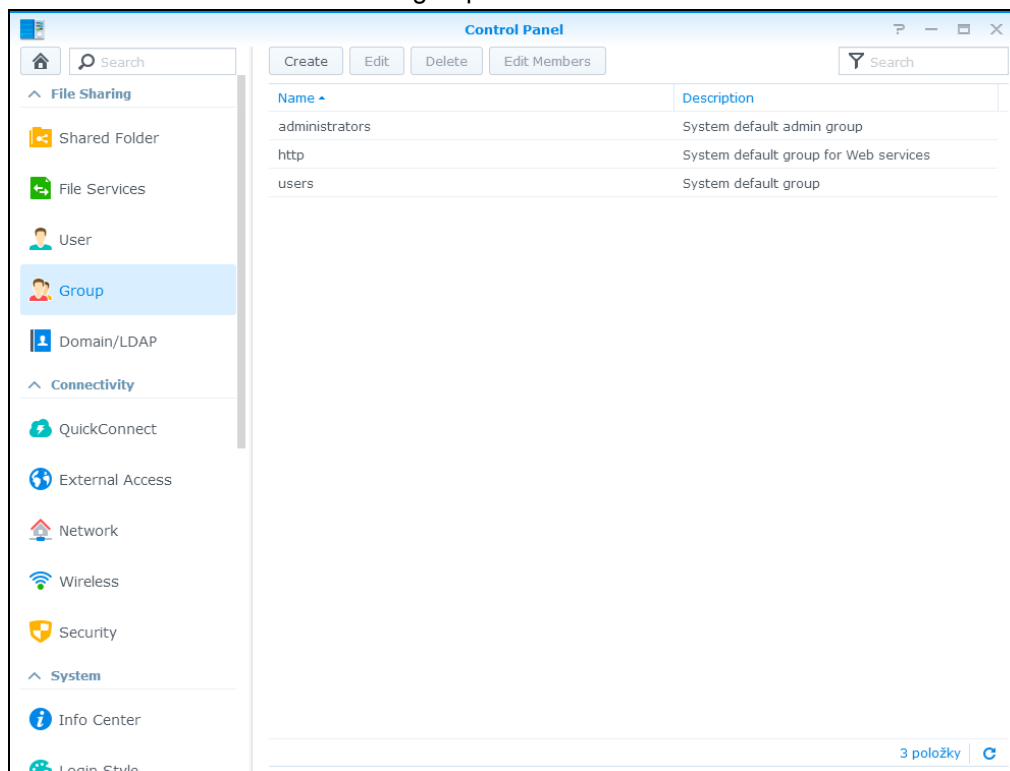 Control Panel
Search
Create Edit Delete Edit Members
Search
File Sharing
Shared Folder
File Services
User
Group
Domain/LDAP
Connectivity
QuickConnect
External Access
Network
Wireless
Security
System
Info Center
Login Style
Name Description
administrators System default admin group
http System default group for Web services
users System default group
3 položky